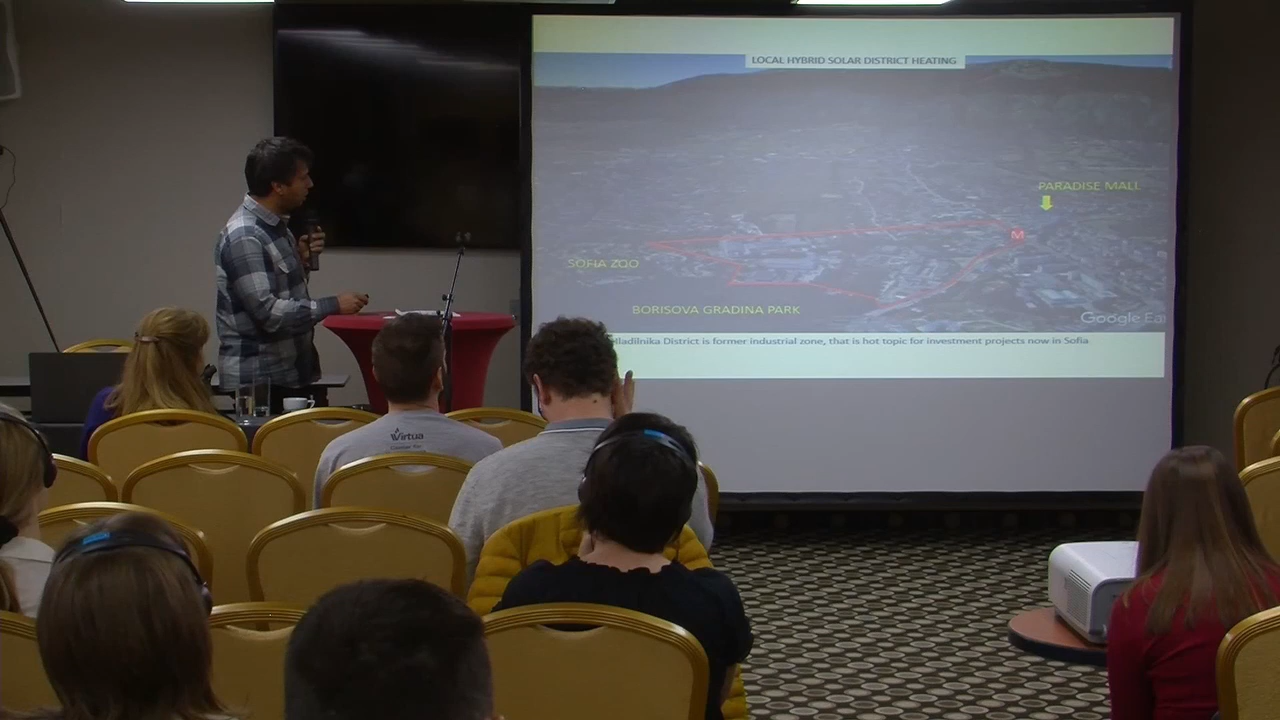 LOCAL HYBRID SOLAR DISTRICT HEATING
PARADISE MALL
M
SOFIA ZOO
BORISOVA GRADINA PARK
Google Ea
District is former industrial zone, that is hot topic for investment projects now in Sofia
Virtua